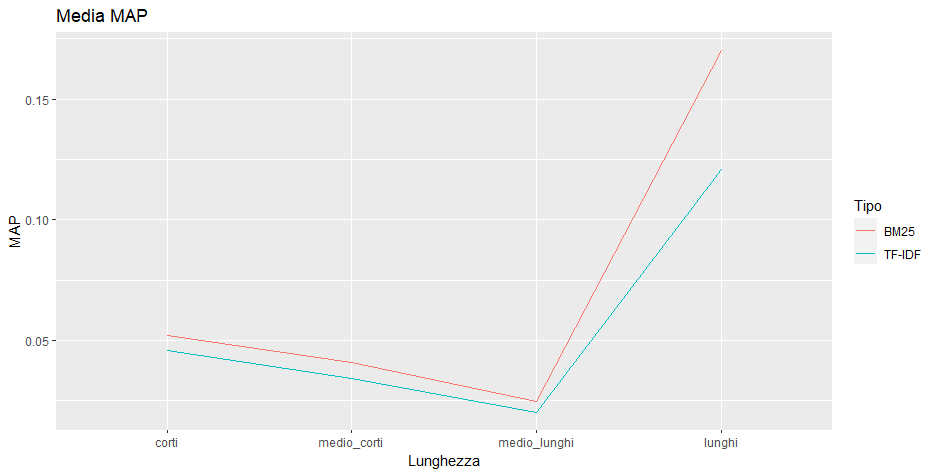 Media MAP
MAP
0.15
0.10
0.05
corti
medio_corti
medio_lunghi
lunghi
Lunghezza
Tipo
BM25
TF-IDF